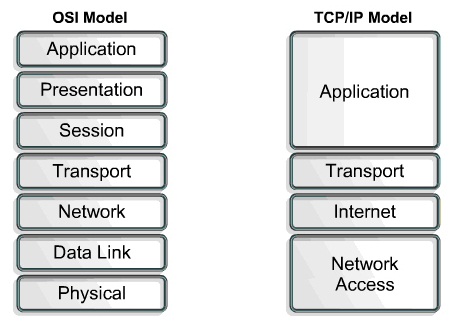 OSI Model
Application
Presentation
Session
Transport
Network
Data Link
Physical
TCP/IP Model
Application
Transport
Internet
Network
Access